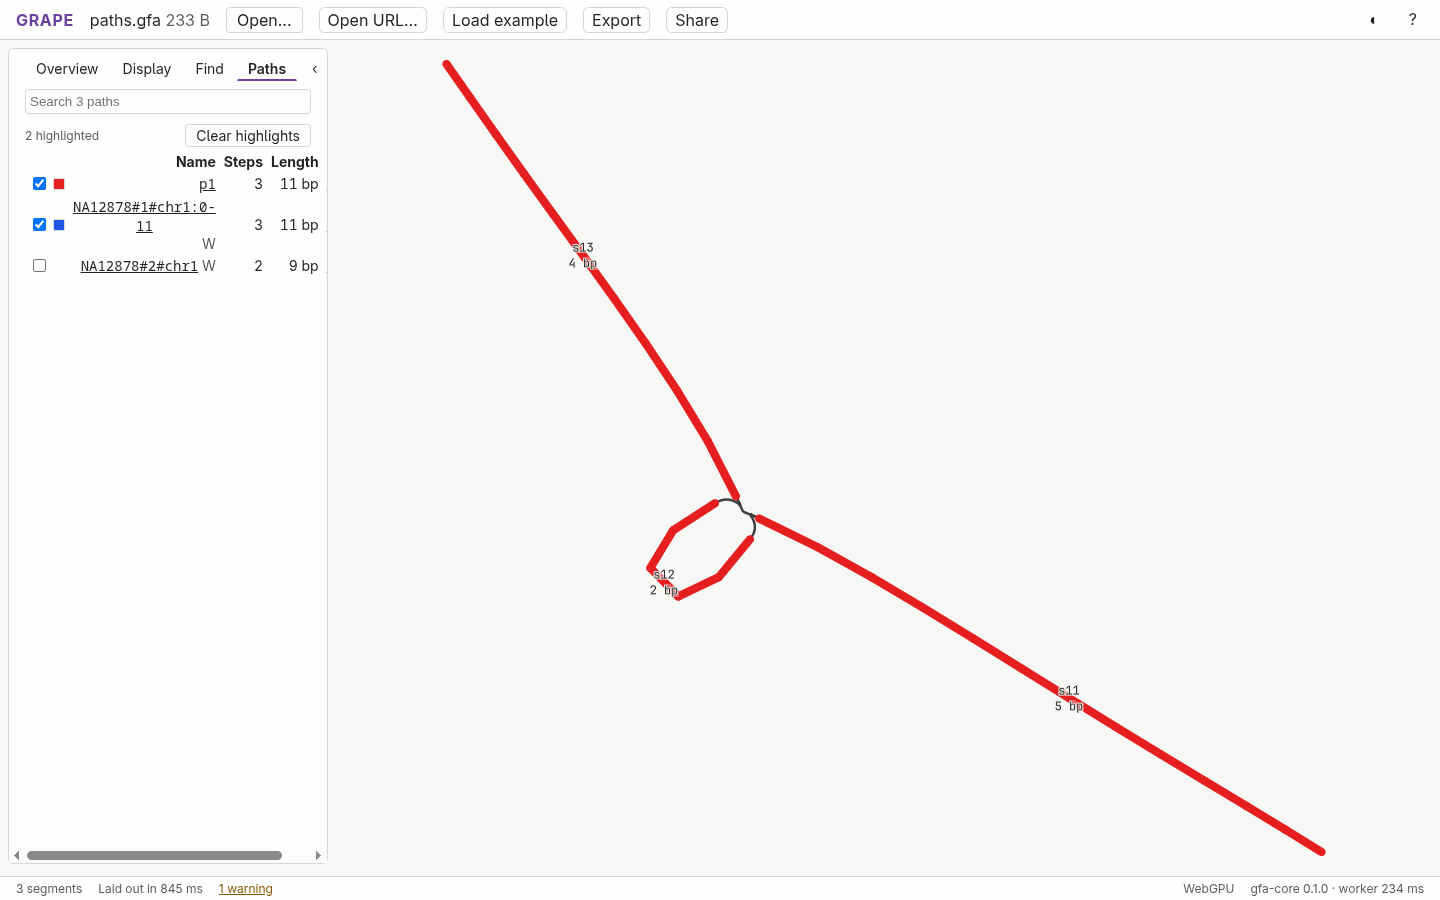 GRAPE paths.gfa 233 B Open... Open URL... Load example Export Share ?
Overview Display Find Paths ‹
Search 3 paths
2 highlighted Clear highlights
Name Steps Length
p1 3 11 bp
NA12878#1#chr1:0-
11 3 11 bp
W
NA12878#2#chr1 W 2 9 bp
s13
4 bp
s12
2 bp
s11
5 bp
3 segments Laid out in 845 ms 1 warning WebGPU gfa-core 0.1.0 · worker 234 ms